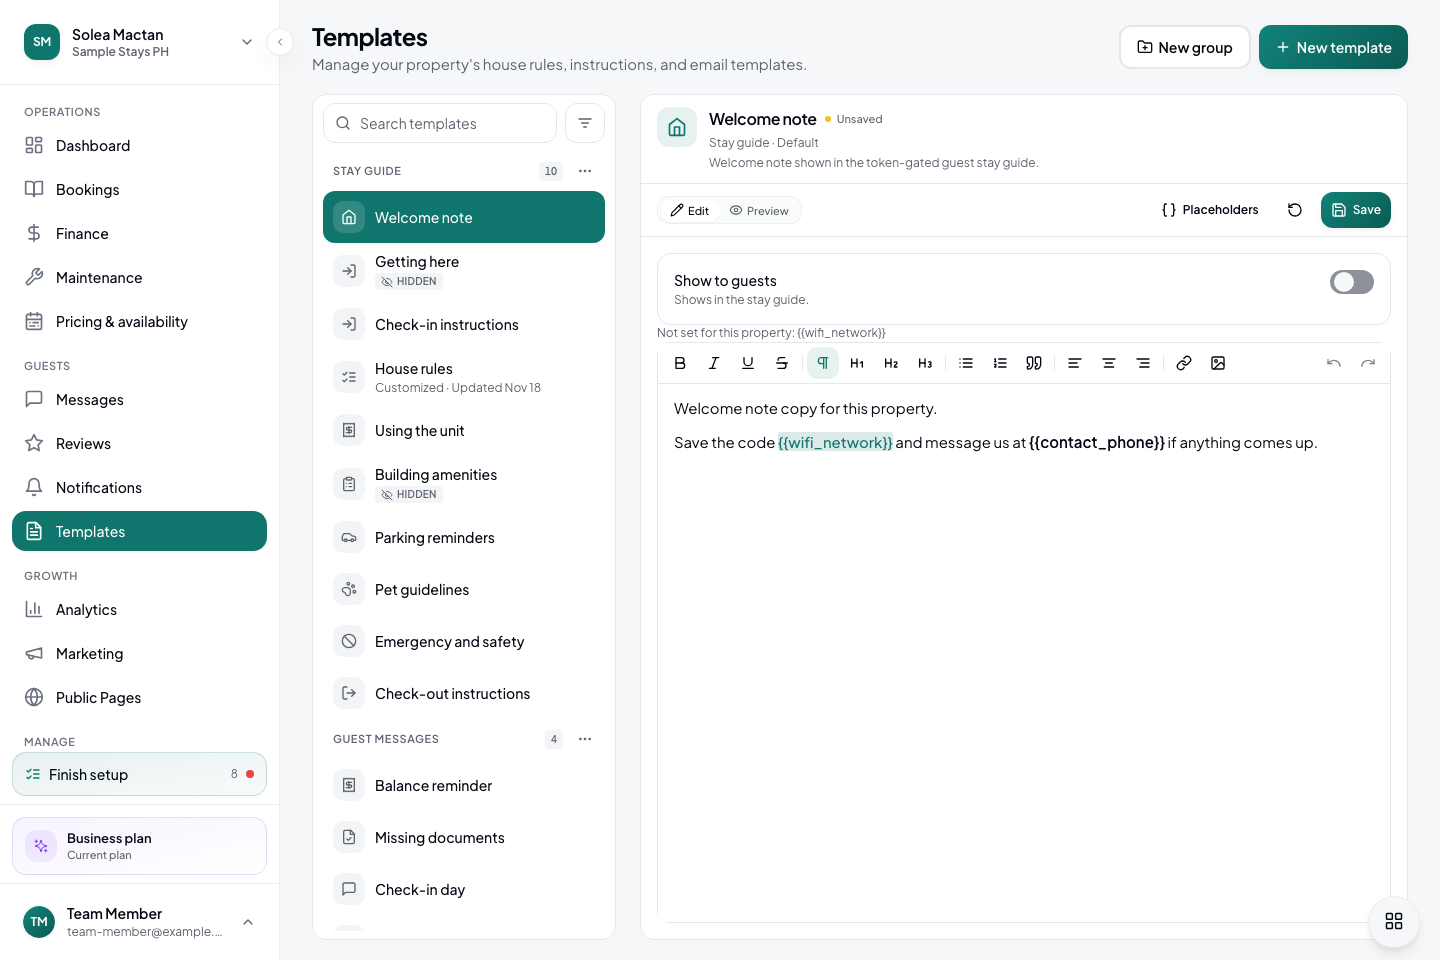 SM
Solea Mactan
Sample Stays PH
OPERATIONS
Dashboard
Bookings
Finance
Maintenance
Pricing & availability
GUESTS
Messages
Reviews
Notifications
Templates
GROWTH
Analytics
Marketing
Public Pages
MANAGE
Finish setup 8
Business plan
Current plan
TM
Team Member
team-member@example....
Templates
Manage your property's house rules, instructions, and email templates.
New group
New template
Search templates
STAY GUIDE 10
Welcome note
Getting here
HIDDEN
Check-in instructions
House rules
Customized · Updated Nov 18
Using the unit
Building amenities
HIDDEN
Parking reminders
Pet guidelines
Emergency and safety
Check-out instructions
GUEST MESSAGES 4
Balance reminder
Missing documents
Check-in day
Welcome note Unsaved
Stay guide · Default
Welcome note shown in the token-gated guest stay guide.
Edit Preview
{} Placeholders Save
Show to guests
Shows in the stay guide.
Not set for this property: {{wifi_network}}
B I U S ¶ H1 H2 H3
Welcome note copy for this property.
Save the code {{wifi_network}} and message us at {{contact_phone}} if anything comes up.